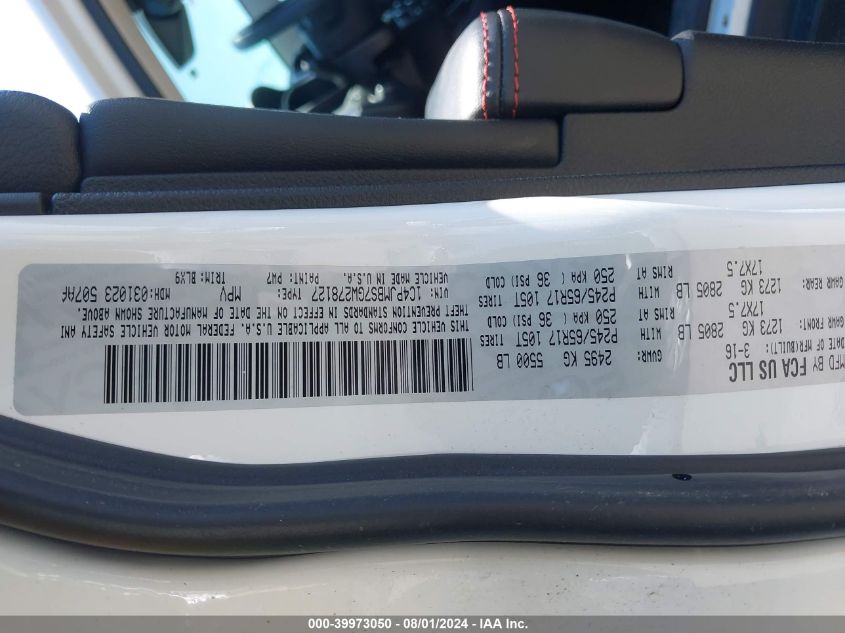 MFD BY FCA US LLC
DATE OF MFR(BUILT): 3-16
GVWR: 2495 KG 5500 LB
GAWR FRONT: WITH P245/65R17 105T TIRES
1273 KG 2805 LB
17X7.5 RIMS AT 250 KPA ( 36 PSI) COLD
GAWR REAR: WITH P245/65R17 105T TIRES
1273 KG 2805 LB
17X7.5 RIMS AT 250 KPA ( 36 PSI) COLD
THIS VEHICLE CONFORMS TO ALL APPLICABLE U.S.A. FEDERAL MOTOR VEHICLE SAFETY ANI
THEFT PREVENTION STANDARDS IN EFFECT ON THE DATE OF MANUFACTURE SHOWN ABOVE.
VIN: 1C4PJMBS7GW278127 TYPE: MPV MDH:031023 507A
VEHICLE MADE IN U.S.A. PAINT: PW7 TRIM: BLX9
000-39973050 - 08/01/2024 - IAA Inc.